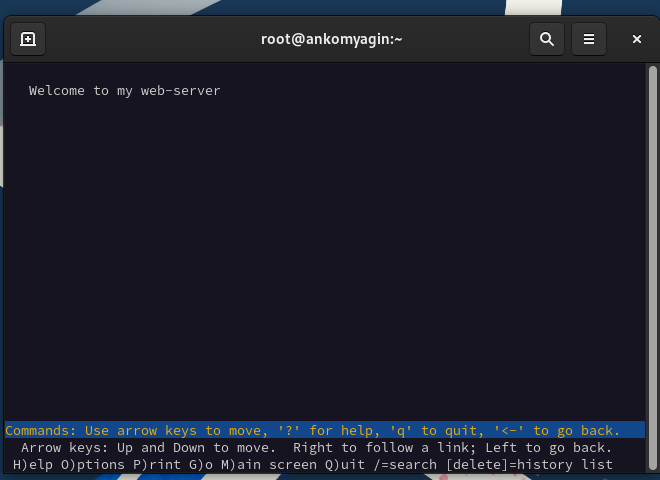 root@ankomyagin:~
Welcome to my web-server
Commands: Use arrow keys to move, '?' for help, 'q' to quit, '<-' to go back.
Arrow keys: Up and Down to move.  Right to follow a link; Left to go back.
H)elp O)ptions P)rint G)o M)ain screen Q)uit /=search [delete]=history list